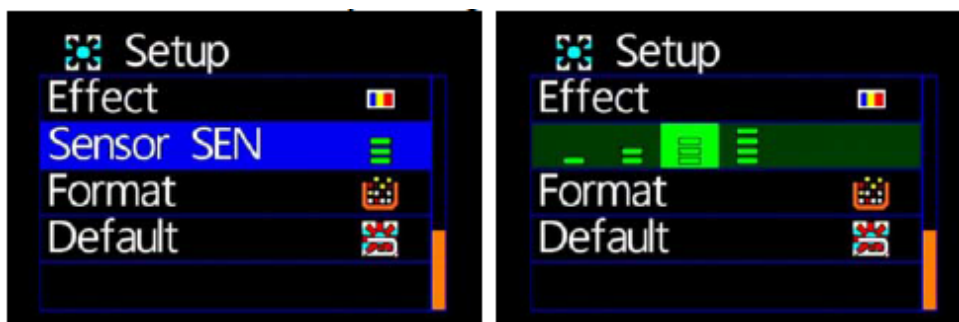 Setup
Effect
Sensor SEN
Format
Default
Setup
Effect
Format
Default